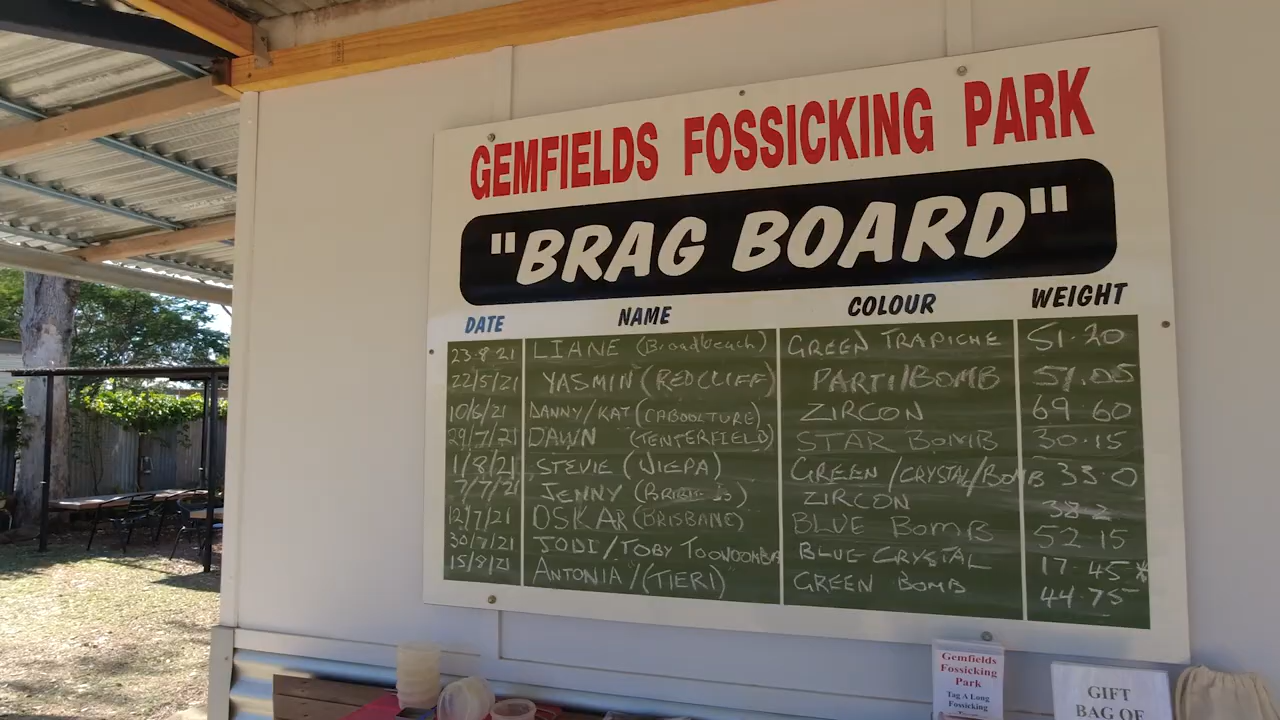 GEMFIELDS FOSSICKING PARK
"BRAG BOARD"
DATE NAME COLOUR WEIGHT
23·8 21 LIANE (Broadbeach) GREEN TRAPICHE 51·20
22/5/21 YASMIN (REDCLIFF) PARTI/BOMB 51.05
10/6/21 DANNY/KAT (CABOOLTURE) ZIRCON 69·60
29/7/21 DAWN (TENTERFIELD) STAR BOMB 30·15
1/8/21 STEVIE (WIEPA) GREEN/CRYSTAL/BOMB 35·0
7/7/21 JENNY ZIRCON
12/7/21 OSKAR (BRISBANE) BLUE BOMB 52 15
30/7/21 JODI/TOBY TOOWOOMBA BLUE CRYSTAL 17·45*
15/8/21 ANTONIA/(TIERI) GREEN BOMB 44·75
Gemfields
Fossicking
Park
Tag A Long
Fossicking
GIFT
BAG OF